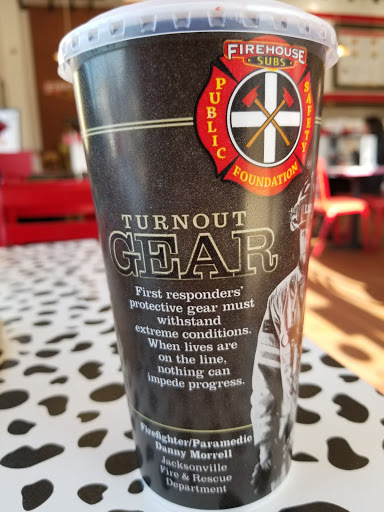 FIREHOUSE
SUBS
PUBLIC
SAFETY
FOUNDATION
TURNOUT
GEAR
First responders'
protective gear must
withstand
extreme conditions.
When lives are
on the line,
nothing can
impede progress.
Firefighter/Paramedic
Danny Morrell
Jacksonville
Fire & Rescue
Department